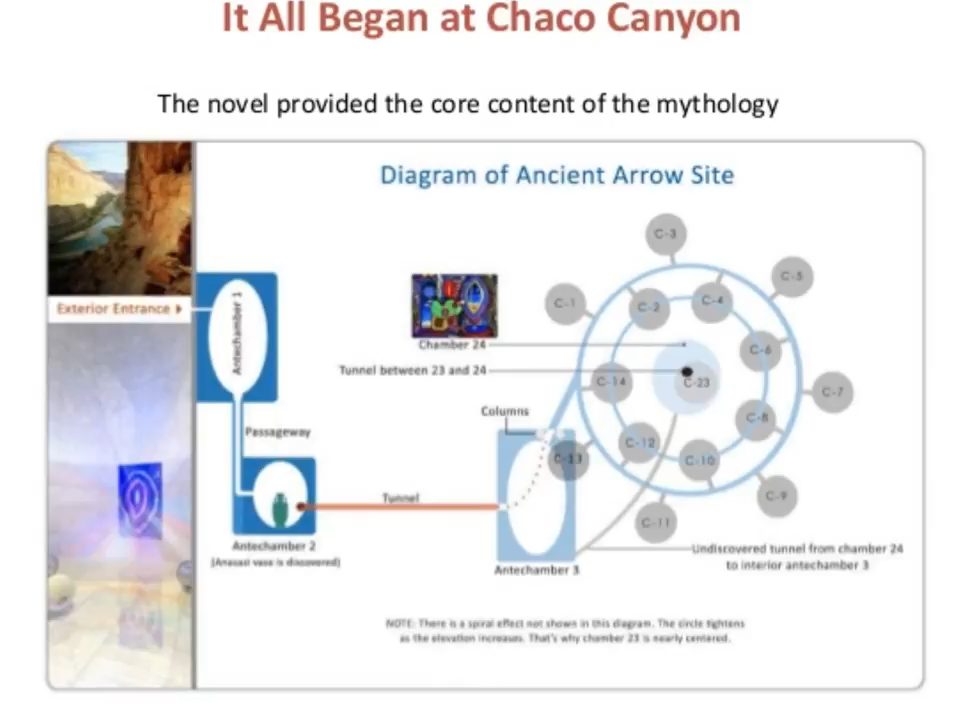 It All Began at Chaco Canyon
The novel provided the core content of the mythology
Diagram of Ancient Arrow Site
C-3
C-5
C-1
C-2
C-4
Exterior Entrance
Antechamber 1
Chamber 24
C-6
Tunnel between 23 and 24
C-14
C-23
C-7
Columns
C-8
Passageway
C-12
C-13
C-10
Tunnel
C-9
C-11
Antechamber 2
(Anasazi vase is discovered)
Antechamber 3
Undiscovered tunnel from chamber 24
to interior antechamber 3
NOTE: There is a spiral effect not shown in this diagram. The circle tightens
as the elevation increases. That's why chamber 23 is nearly centered.